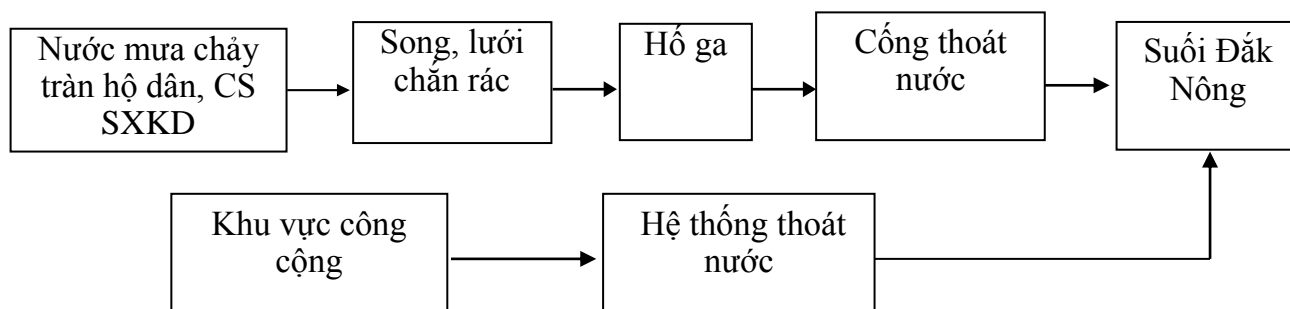 Nước mưa chảy
tràn hộ dân, CS
SXKD
Song, lưới
chắn rác
Hố ga
Cống thoát
nước
Suối Đắk
Nông
Khu vực công
cộng
Hệ thống thoát
nước